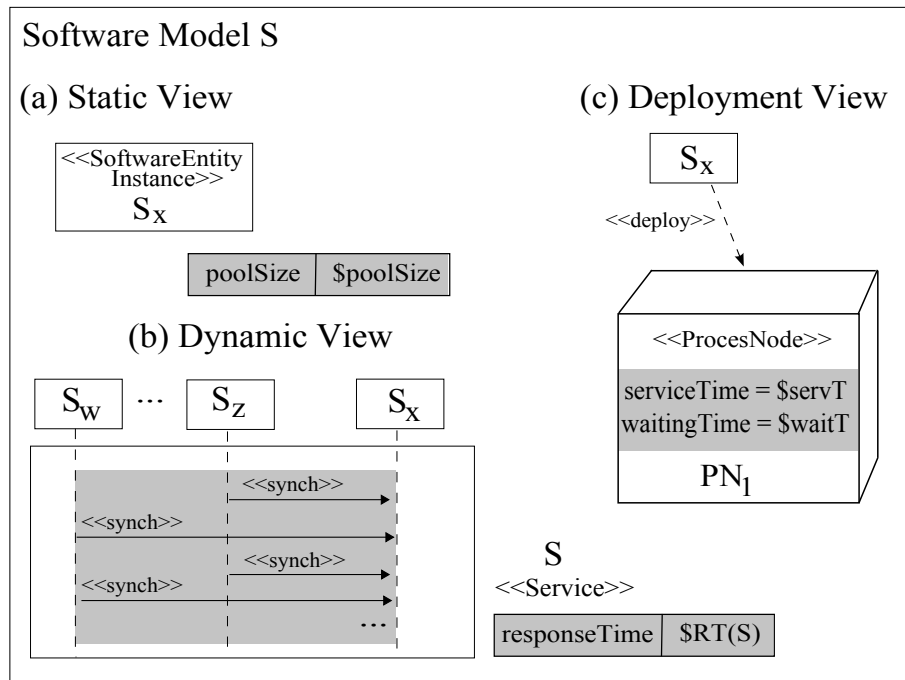 Software Model S
(a) Static View
<<SoftwareEntity
Instance>>
Sx
poolSize $poolSize
(b) Dynamic View
Sw ... Sz Sx
<<synch>>
<<synch>>
<<synch>>
<<synch>>
...
S
<<Service>>
responseTime $RT(S)
(c) Deployment View
Sx
<<deploy>>
<<ProcesNode>>
serviceTime = $servT
waitingTime = $waitT
PN1